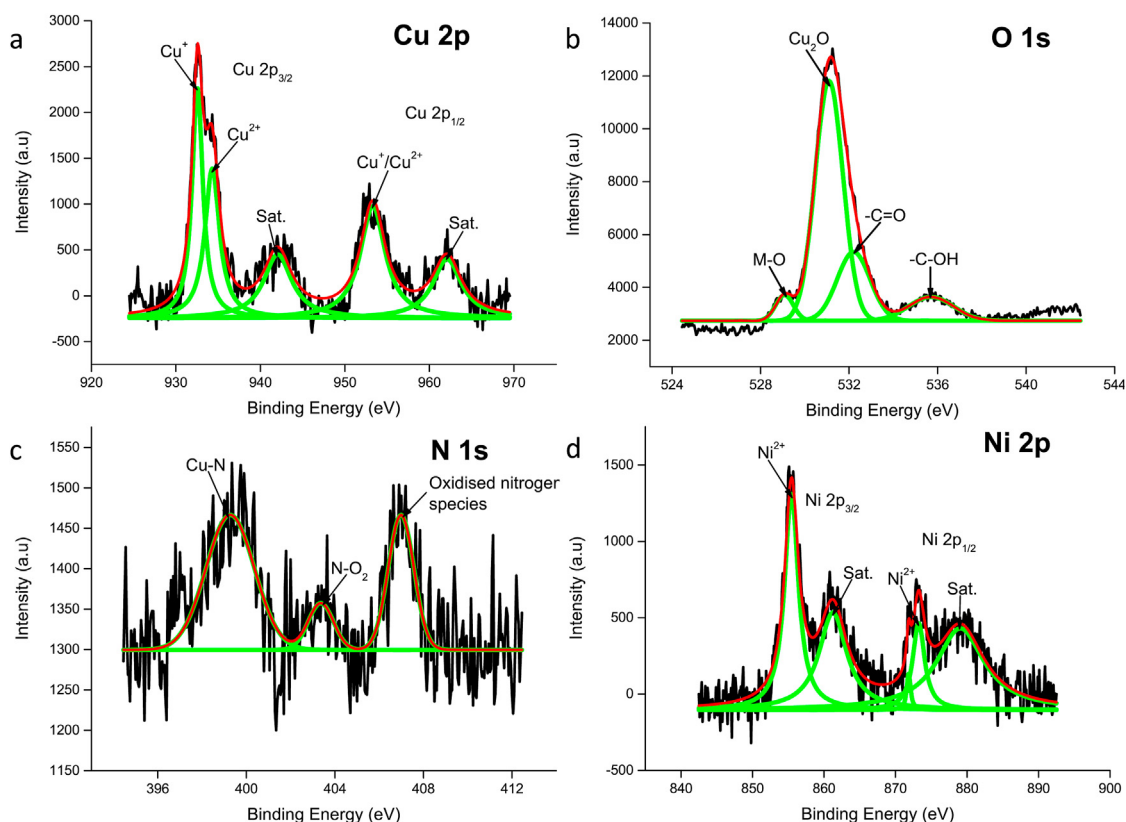 a
Cu 2p
Cu⁺
Cu 2p₃/₂
Cu²⁺
Cu 2p₁/₂
Cu⁺/Cu²⁺
Sat.
Sat.
3000
2500
2000
1500
1000
500
0
-500
Intensity (a.u)
920
930
940
950
960
970
Binding Energy (eV)
b
O 1s
Cu₂O
-C=O
M-O
-C-OH
14000
12000
10000
8000
6000
4000
2000
Intensity (a.u)
524
528
532
536
540
544
Binding Energy (eV)
c
N 1s
Cu-N
Oxidised nitroger
species
N-O₂
1550
1500
1450
1400
1350
1300
1250
1200
1150
Intensity (a.u)
396
400
404
408
412
Binding Energy (eV)
d
Ni 2p
Ni²⁺
Ni 2p₃/₂
Ni 2p₁/₂
Sat.
Ni²⁺
Sat.
1500
1000
500
0
-500
Intensity (a.u)
840
850
860
870
880
890
900
Binding Energy (eV)